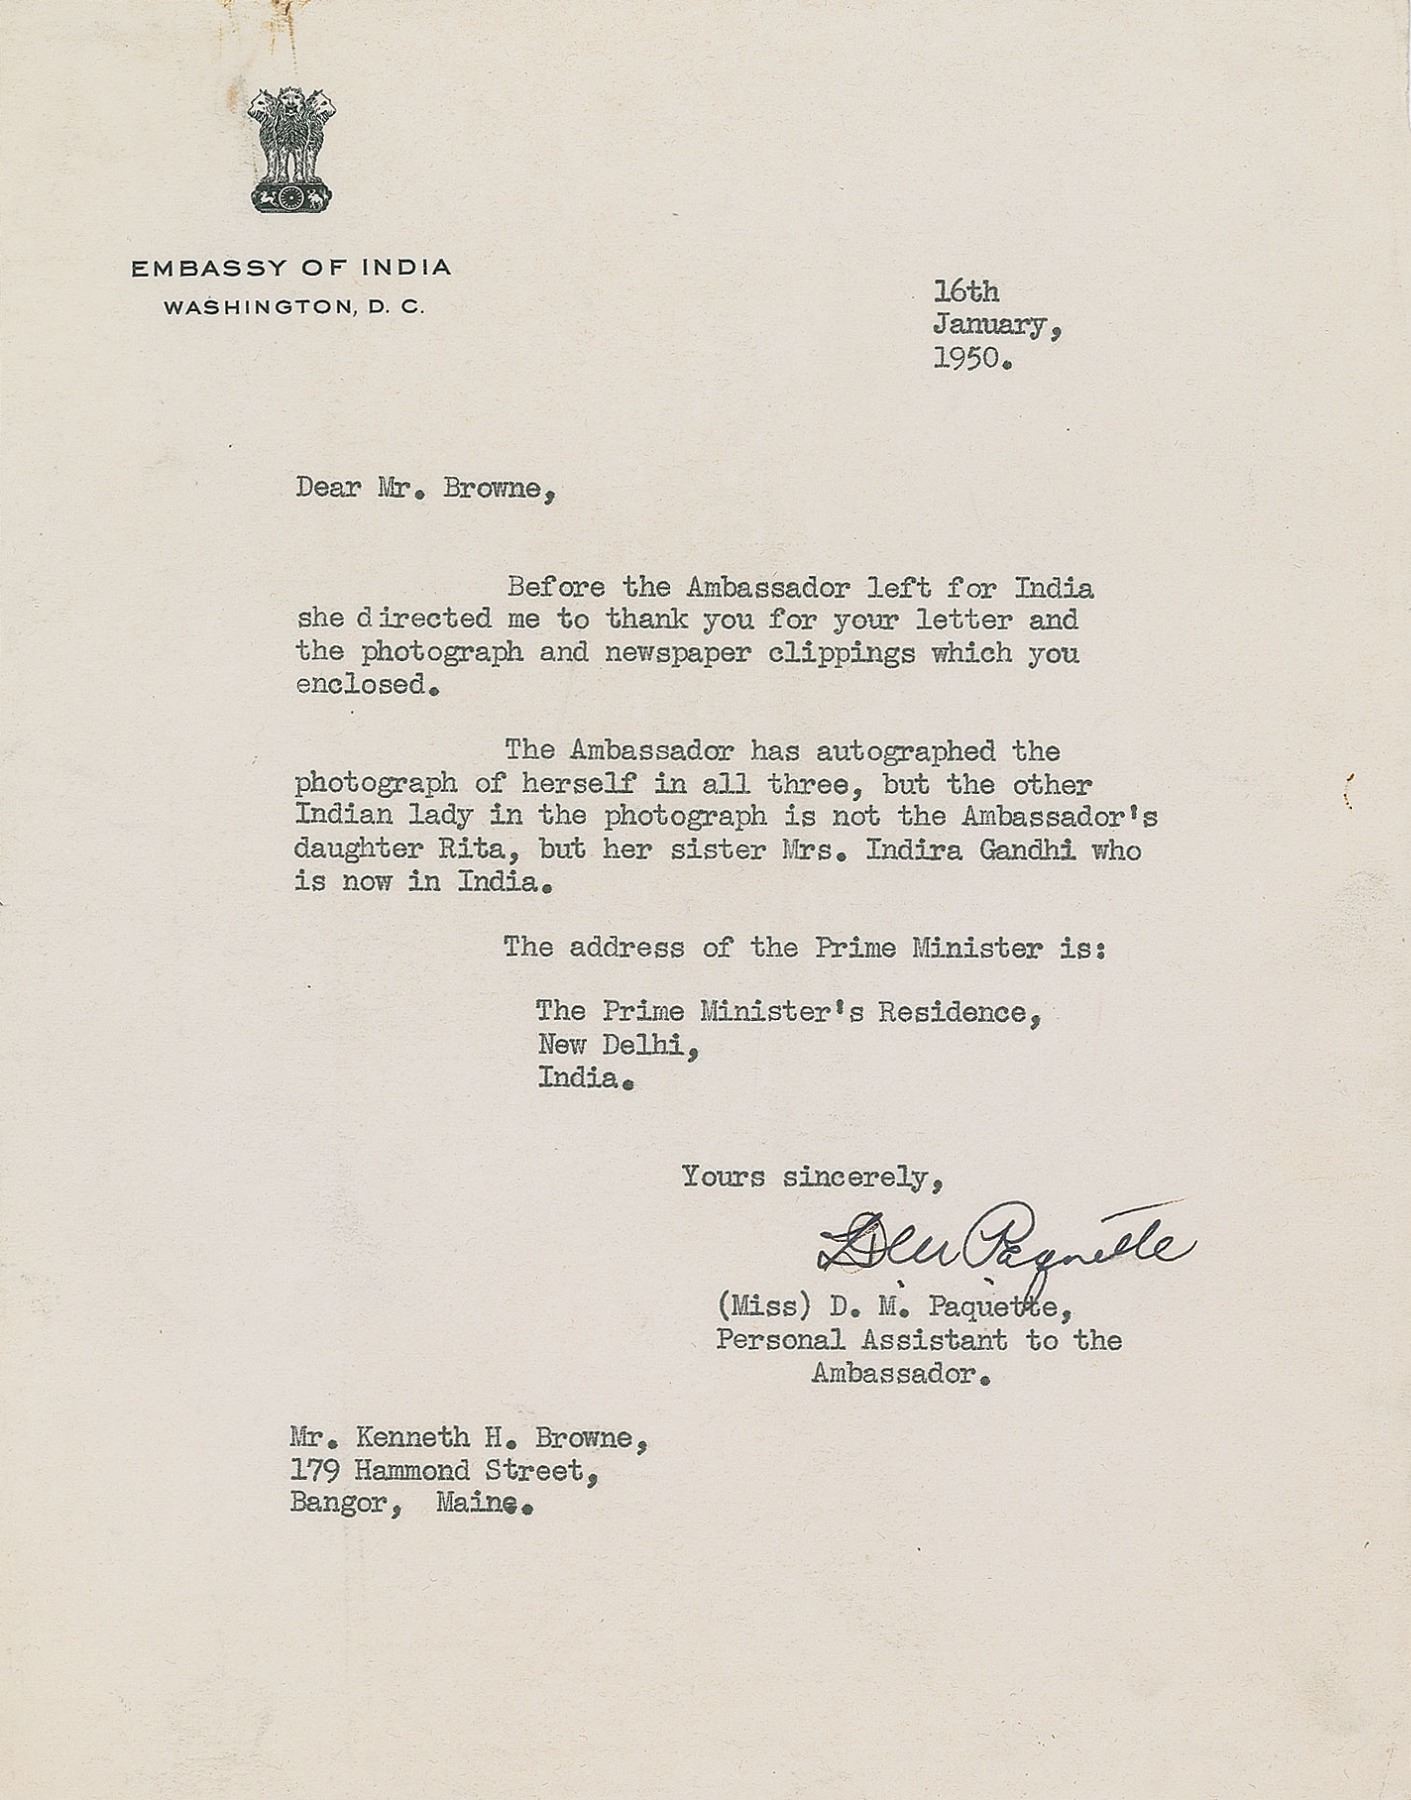 EMBASSY OF INDIA
WASHINGTON, D. C.
16th
January,
1950.
Dear Mr. Browne,
Before the Ambassador left for India
she directed me to thank you for your letter and
the photograph and newspaper clippings which you
enclosed.
The Ambassador has autographed the
photograph of herself in all three, but the other
Indian lady in the photograph is not the Ambassador's
daughter Rita, but her sister Mrs. Indira Gandhi who
is now in India.
The address of the Prime Minister is:
The Prime Minister's Residence,
New Delhi,
India.
Yours sincerely,
DM Paquette
(Miss) D. M. Paquette,
Personal Assistant to the
Ambassador.
Mr. Kenneth H. Browne,
179 Hammond Street,
Bangor, Maine.